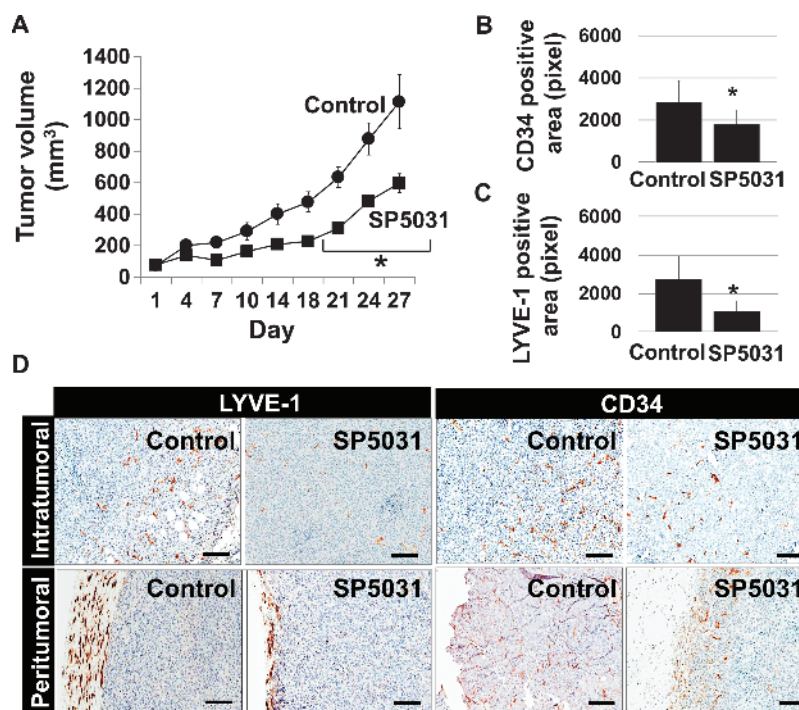 A
Tumor volume
(mm³)
1400
1200
1000
800
600
400
200
0
Control
SP5031
*
1 4 7 10 14 18 21 24 27
Day
B
CD34 positive
area (pixel)
6000
4000
2000
0
*
Control SP5031
C
LYVE-1 positive
area (pixel)
6000
4000
2000
0
*
Control SP5031
D
LYVE-1 CD34
Intratumoral
Control SP5031 Control SP5031
Peritumoral
Control SP5031 Control SP5031